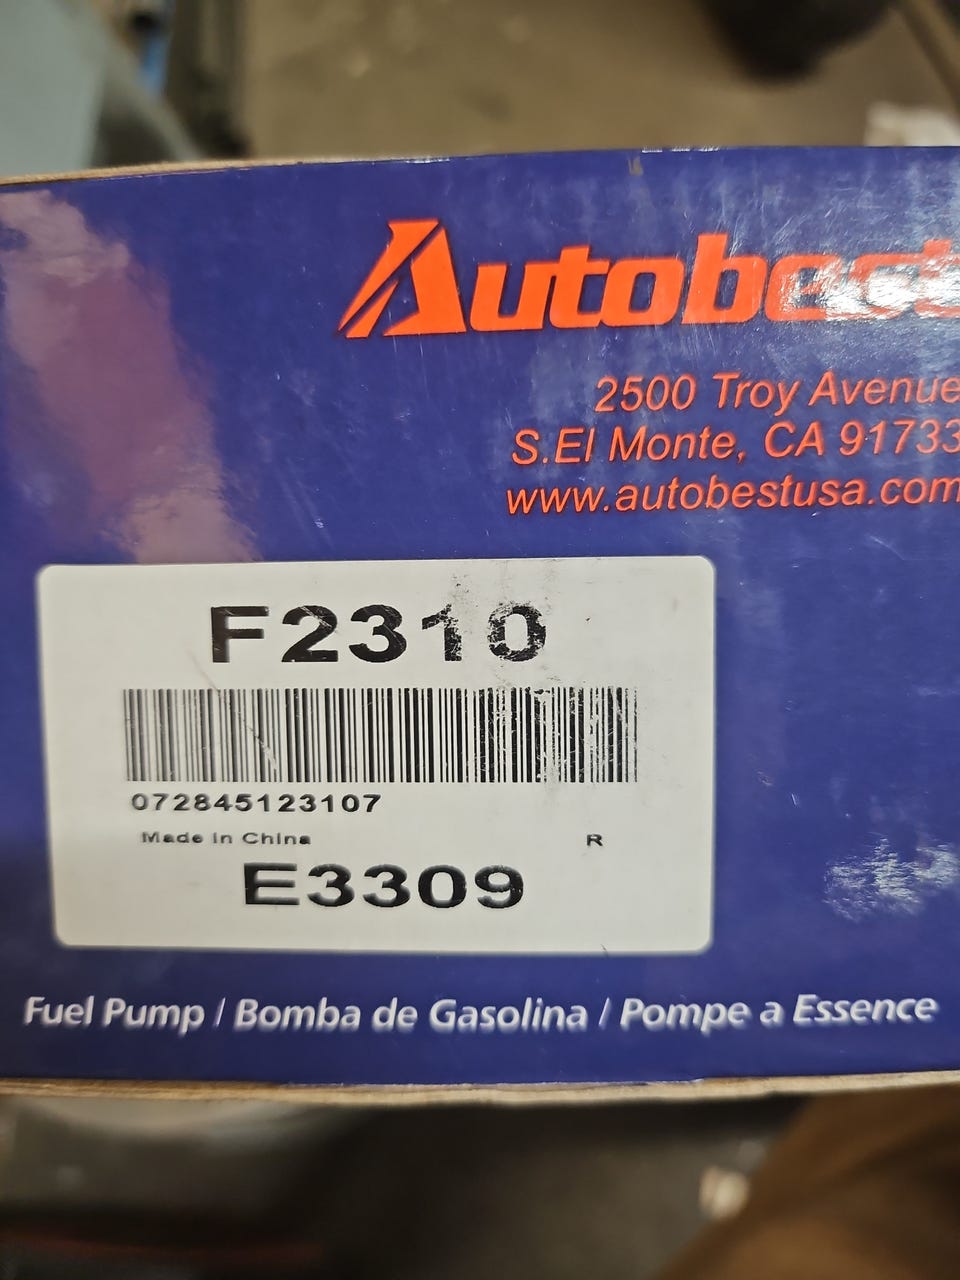 Autobest
2500 Troy Avenue
S.El Monte, CA 91733
www.autobestusa.com
F2310
072845123107
Made in China
R
E3309
Fuel Pump / Bomba de Gasolina / Pompe a Essence